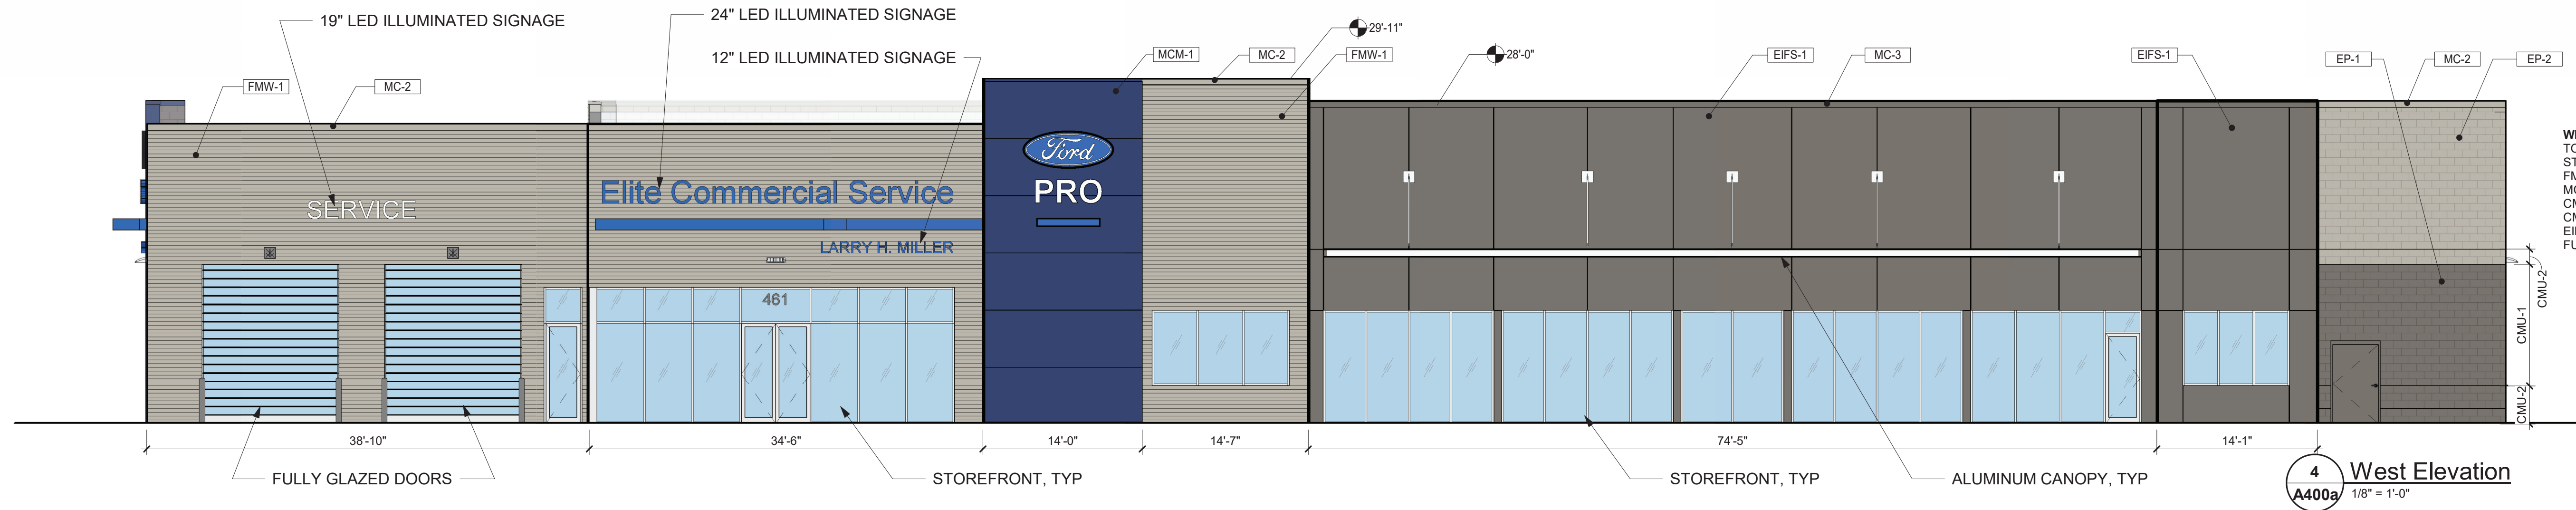 19" LED ILLUMINATED SIGNAGE
24" LED ILLUMINATED SIGNAGE
12" LED ILLUMINATED SIGNAGE
29'-11"
28'-0"
MCM-1
MC-2
FMW-1
EIFS-1
MC-3
EIFS-1
EP-1
MC-2
EP-2
FMW-1
MC-2
Ford
PRO
Elite Commercial Service
SERVICE
LARRY H. MILLER
461
CMU-2
CMU-1
CMU-2
38'-10"
34'-6"
14'-0"
14'-7"
74'-5"
14'-1"
FULLY GLAZED DOORS
STOREFRONT, TYP
STOREFRONT, TYP
ALUMINUM CANOPY, TYP
4
A400a
West Elevation
1/8" = 1'-0"